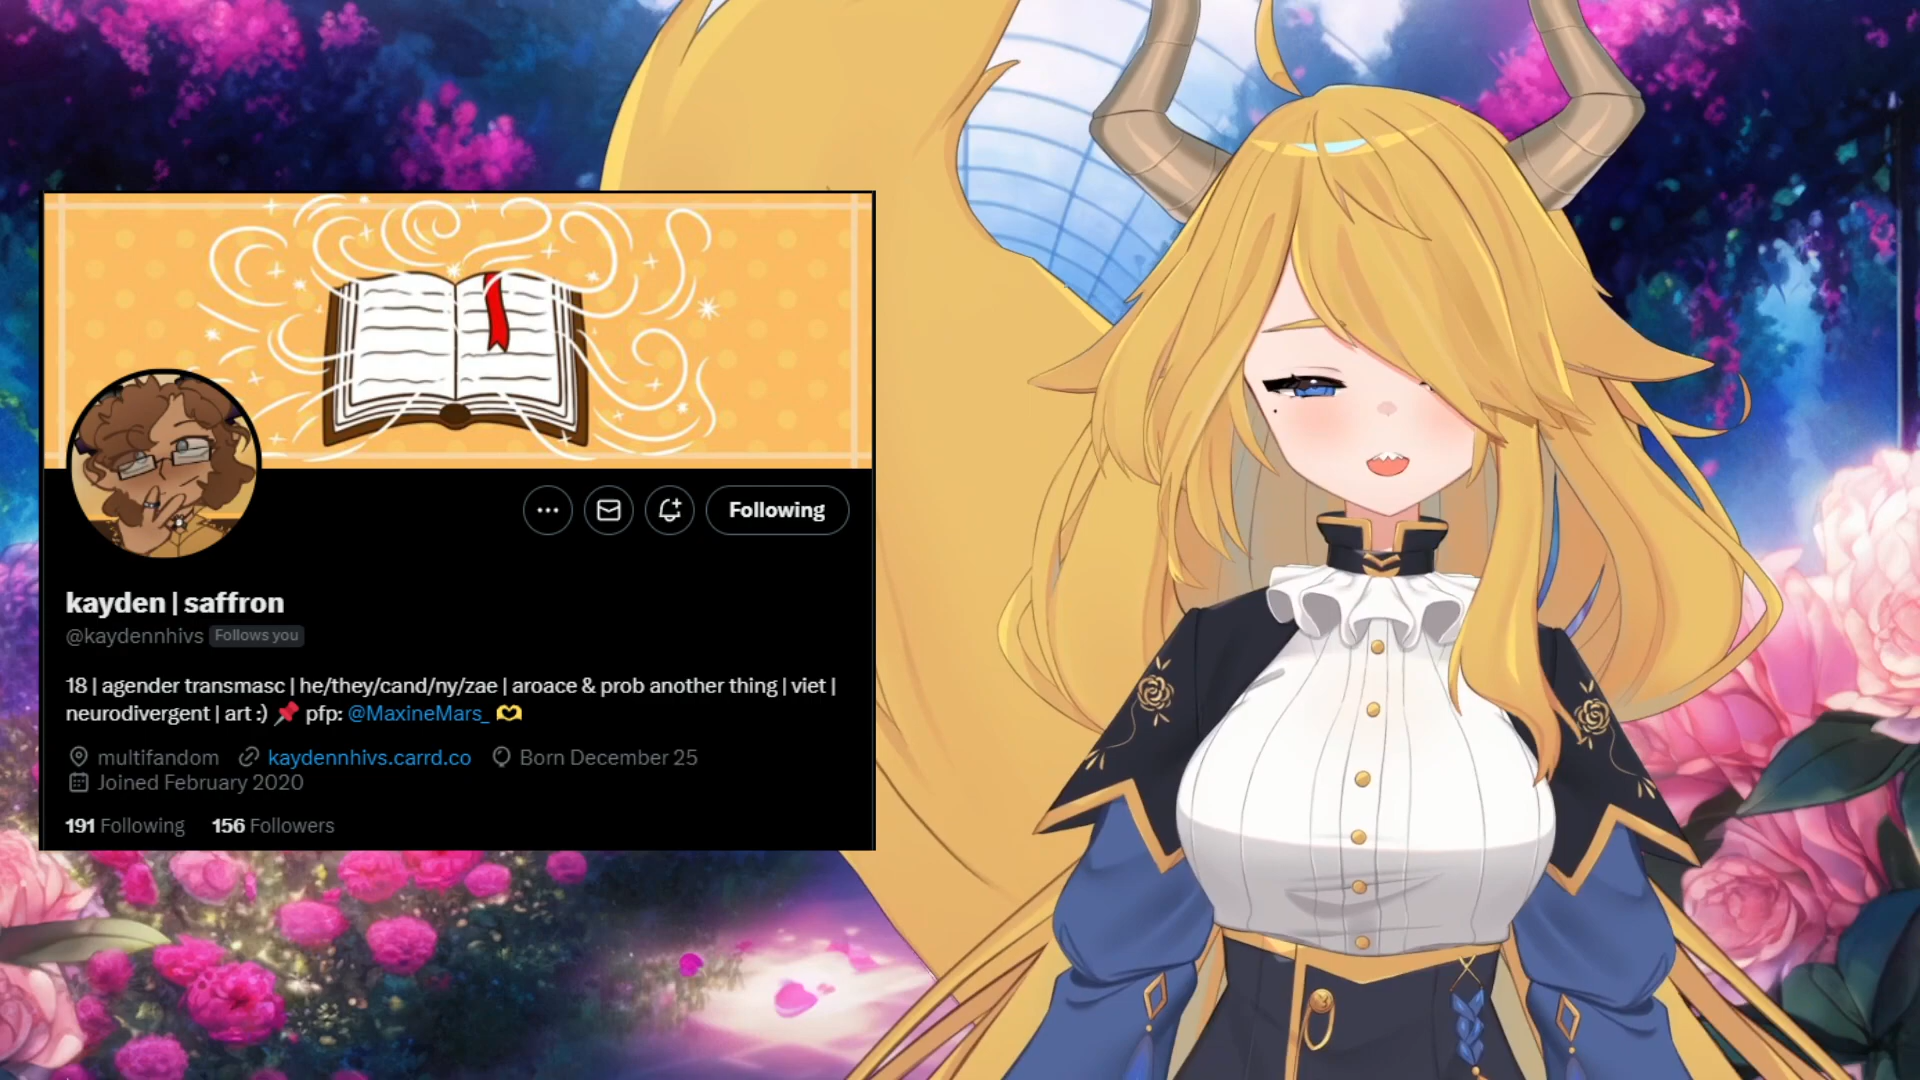 Following
kayden | saffron
@kaydennhivs Follows you
18 | agender transmasc | he/they/cand/ny/zae | aroace & prob another thing | viet |
neurodivergent | art :) 📌 pfp: @MaxineMars_ 🫶
multifandom kaydennhivs.carrd.co Born December 25
Joined February 2020
191 Following 156 Followers